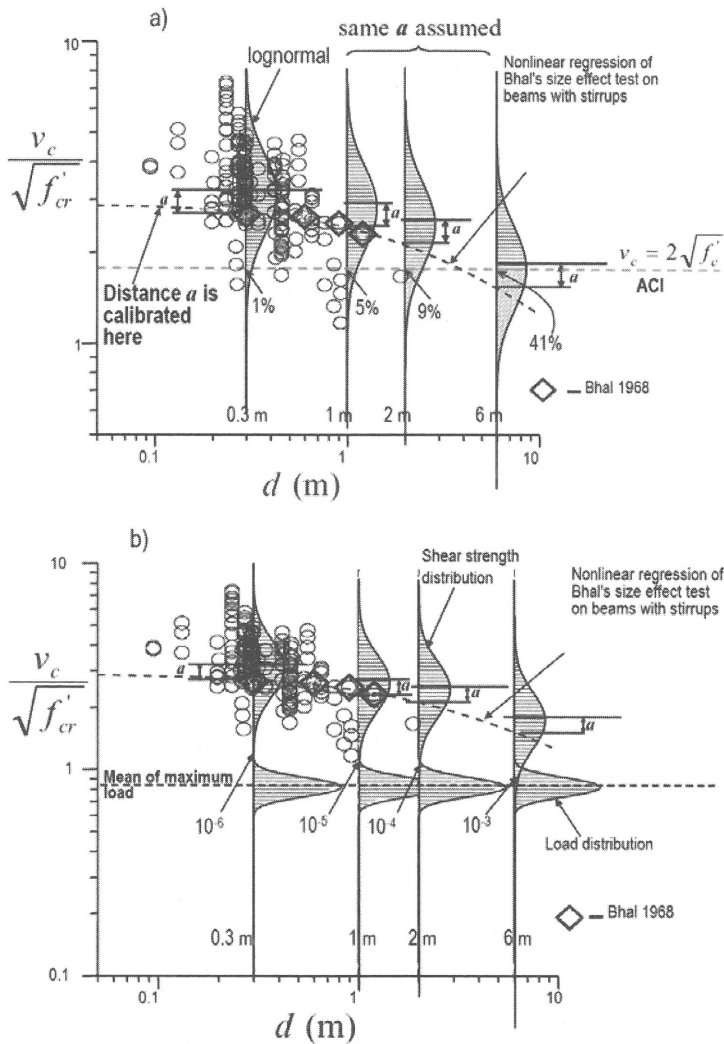 a)
same a assumed
10
lognormal
Nonlinear regression of
Bhal's size effect test on
beams with stirrups
v_c / √f'_cr
a
a
a
a
v_c = 2√f'_c
ACI
Distance a is
calibrated
here
1%
5%
9%
41%
1
Bhal 1968
0.3 m
1 m
2 m
6 m
0.1
1
10
d (m)
b)
10
Shear strength
distribution
Nonlinear regression of
Bhal's size effect test
on beams with stirrups
v_c / √f'_cr
a
a
a
a
1
Mean of maximum
load
10-6
10-5
10-4
10-3
Load distribution
Bhal 1968
0.3 m
1 m
2 m
6 m
0.1
0.1
1
10
d (m)